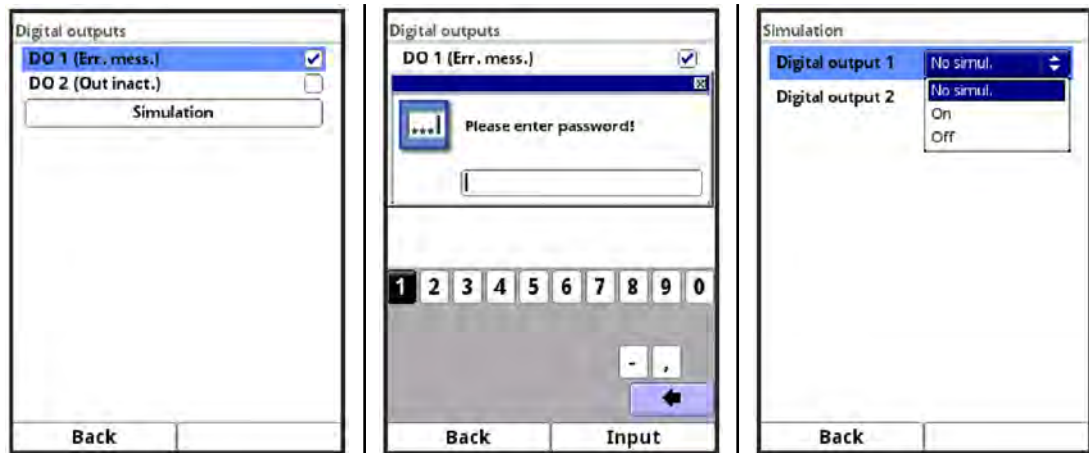 Digital outputs
DO 1 (Err. mess.)
DO 2 (Out inact.)
Simulation
Back
Digital outputs
DO 1 (Err. mess.)
Please enter password!
...
1 2 3 4 5 6 7 8 9 0
- ,
Back Input
Simulation
Digital output 1 No simul.
No simul.
Digital output 2
On
Off
Back